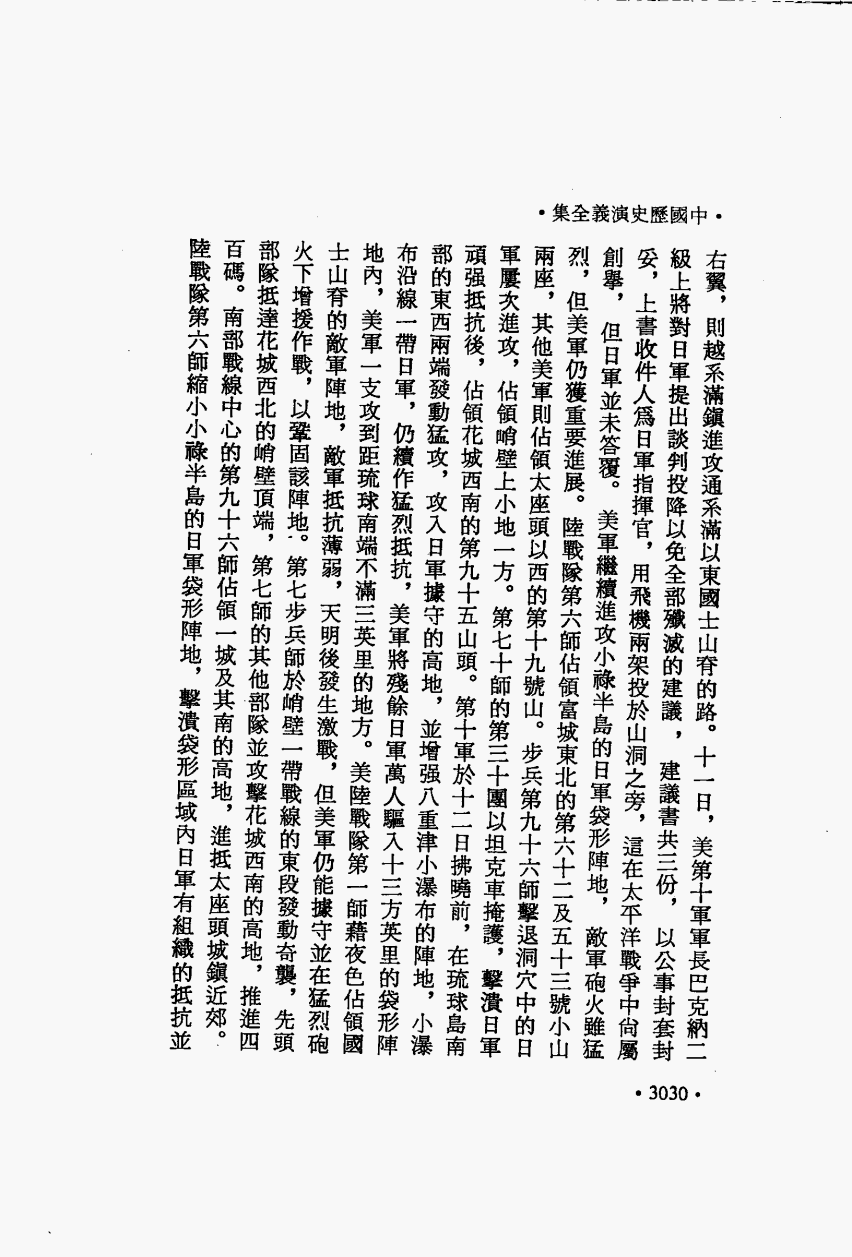 •中國歷史演義全集•
右翼，則越系滿鎭進攻通系滿以東國士山脊的路。十一日，美第十軍軍長巴克納二
級上將對日軍提出談判投降以免全部殲滅的建議，建議書共三份，以公事封套封
妥，上書收件人爲日軍指揮官，用飛機兩架投於山洞之旁，這在太平洋戰爭中尙屬
創擧，但日軍並未答覆。美軍繼續進攻小祿半島的日軍袋形陣地，敵軍砲火雖猛
烈，但美軍仍獲重要進展。陸戰隊第六師佔領富城東北的第六十二及五十三號小山
兩座，其他美軍則佔領太座頭以西的第十九號山。步兵第九十六師擊退洞穴中的日
軍屢次進攻，佔領峭壁上小地一方。第七十師的第三十團以坦克車掩護，擊潰日軍
頑强抵抗後，佔領花城西南的第九十五山頭。第十軍於十二日拂曉前，在琉球島南
部的東西兩端發動猛攻，攻入日軍據守的高地，並增强八重津小瀑布的陣地，小瀑
布沿線一帶日軍，仍續作猛烈抵抗，美軍將殘餘日軍萬人驅入十三方英里的袋形陣
地內，美軍一支攻到距琉球南端不滿三英里的地方。美陸戰隊第一師藉夜色佔領國
士山脊的敵軍陣地，敵軍抵抗薄弱，天明後發生激戰，但美軍仍能據守並在猛烈砲
火下增援作戰，以鞏固該陣地。第七步兵師於峭壁一帶戰線的東段發動奇襲，先頭
部隊抵達花城西北的峭壁頂端，第七師的其他部隊並攻擊花城西南的高地，推進四
百碼。南部戰線中心的第九十六師佔領一城及其南的高地，進抵太座頭城鎭近郊。
陸戰隊第六師縮小小祿半島的日軍袋形陣地，擊潰袋形區域內日軍有組織的抵抗並
•3030•